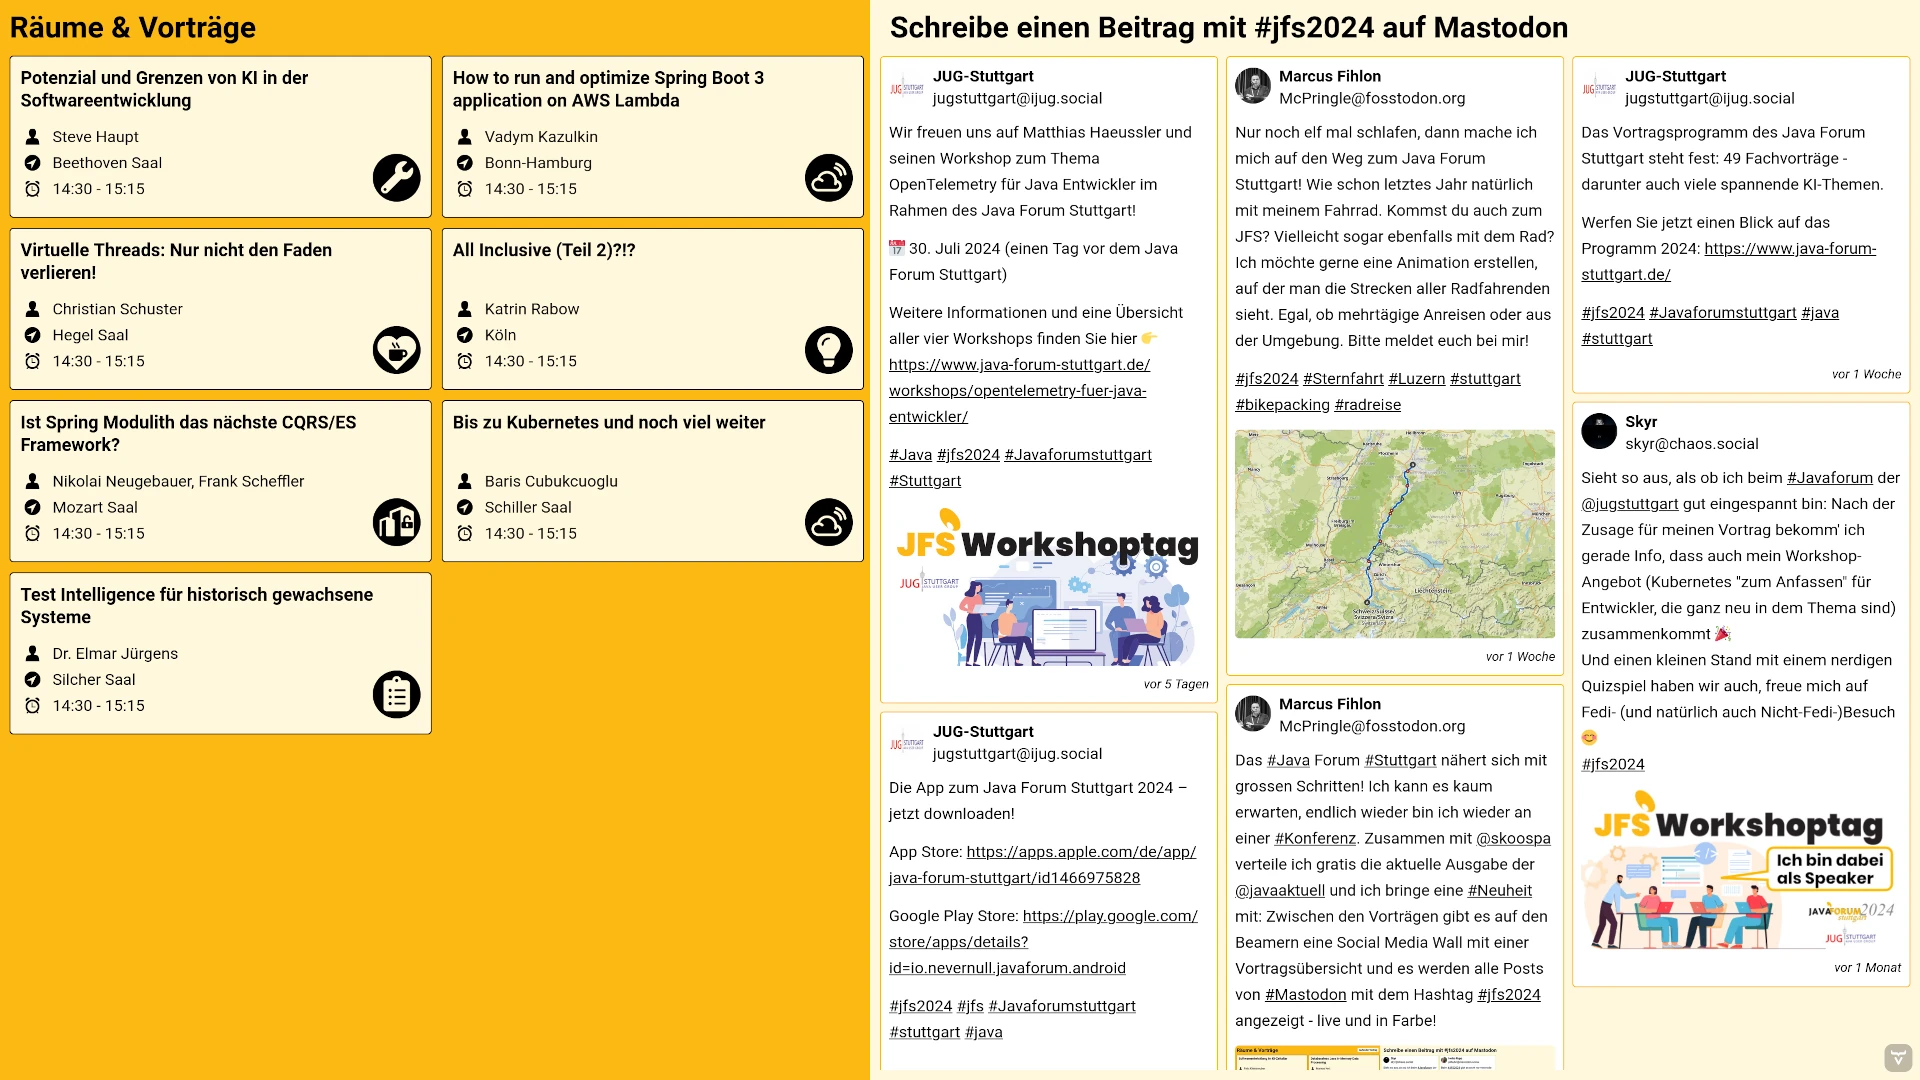 Räume & Vorträge
Potenzial und Grenzen von KI in der
Softwareentwicklung
Steve Haupt
Beethoven Saal
14:30 - 15:15
How to run and optimize Spring Boot 3
application on AWS Lambda
Vadym Kazulkin
Bonn-Hamburg
14:30 - 15:15
Virtuelle Threads: Nur nicht den Faden
verlieren!
Christian Schuster
Hegel Saal
14:30 - 15:15
All Inclusive (Teil 2)?!?
Katrin Rabow
Köln
14:30 - 15:15
Ist Spring Modulith das nächste CQRS/ES
Framework?
Nikolai Neugebauer, Frank Scheffler
Mozart Saal
14:30 - 15:15
Bis zu Kubernetes und noch viel weiter
Baris Cubukcuoglu
Schiller Saal
14:30 - 15:15
Test Intelligence für historisch gewachsene
Systeme
Dr. Elmar Jürgens
Silcher Saal
14:30 - 15:15
Schreibe einen Beitrag mit #jfs2024 auf Mastodon
JUG-Stuttgart
jugstuttgart@ijug.social
Wir freuen uns auf Matthias Haeussler und
seinen Workshop zum Thema
OpenTelemetry für Java Entwickler im
Rahmen des Java Forum Stuttgart!
📅 30. Juli 2024 (einen Tag vor dem Java
Forum Stuttgart)
Weitere Informationen und eine Übersicht
aller vier Workshops finden Sie hier 👉
https://www.java-forum-stuttgart.de/
workshops/opentelemetry-fuer-java-
entwickler/
#Java #jfs2024 #Javaforumstuttgart
#Stuttgart
JFS Workshoptag
JUG STUTTGART
vor 5 Tagen
JUG-Stuttgart
jugstuttgart@ijug.social
Die App zum Java Forum Stuttgart 2024 –
jetzt downloaden!
App Store: https://apps.apple.com/de/app/
java-forum-stuttgart/id1466975828
Google Play Store: https://play.google.com/
store/apps/details?
id=io.nevernull.javaforum.android
#jfs2024 #jfs #Javaforumstuttgart
#stuttgart #java
Marcus Fihlon
McPringle@fosstodon.org
Nur noch elf mal schlafen, dann mache ich
mich auf den Weg zum Java Forum
Stuttgart! Wie schon letztes Jahr natürlich
mit meinem Fahrrad. Kommst du auch zum
JFS? Vielleicht sogar ebenfalls mit dem Rad?
Ich möchte gerne eine Animation erstellen,
auf der man die Strecken aller Radfahrenden
sieht. Egal, ob mehrtägige Anreisen oder aus
der Umgebung. Bitte meldet euch bei mir!
#jfs2024 #Sternfahrt #Luzern #stuttgart
#bikepacking #radreise
Liechtenstein
Schweiz/Suisse/
Svizzera/Svizra
vor 1 Woche
Marcus Fihlon
McPringle@fosstodon.org
Das #Java Forum #Stuttgart nähert sich mit
grossen Schritten! Ich kann es kaum
erwarten, endlich wieder bin ich wieder an
einer #Konferenz. Zusammen mit @skoospa
verteile ich gratis die aktuelle Ausgabe der
@javaaktuell und ich bringe eine #Neuheit
mit: Zwischen den Vorträgen gibt es auf den
Beamern eine Social Media Wall mit einer
Vortragsübersicht und es werden alle Posts
von #Mastodon mit dem Hashtag #jfs2024
angezeigt - live und in Farbe!
Räume & Vorträge
Schreibe einen Beitrag mit #jfs2024 auf Mastodon
JUG-Stuttgart
jugstuttgart@ijug.social
Das Vortragsprogramm des Java Forum
Stuttgart steht fest: 49 Fachvorträge -
darunter auch viele spannende KI-Themen.
Werfen Sie jetzt einen Blick auf das
Programm 2024: https://www.java-forum-
stuttgart.de/
#jfs2024 #Javaforumstuttgart #java
#stuttgart
vor 1 Woche
Skyr
skyr@chaos.social
Sieht so aus, als ob ich beim #Javaforum der
@jugstuttgart gut eingespannt bin: Nach der
Zusage für meinen Vortrag bekomm' ich
gerade Info, dass auch mein Workshop-
Angebot (Kubernetes "zum Anfassen" für
Entwickler, die ganz neu in dem Thema sind)
zusammenkommt 🎉
Und einen kleinen Stand mit einem nerdigen
Quizspiel haben wir auch, freue mich auf
Fedi- (und natürlich auch Nicht-Fedi-)Besuch
😊
#jfs2024
JFS Workshoptag
Ich bin dabei
als Speaker
JAVA FORUM stuttgart 2024
JUG STUTTGART
vor 1 Monat